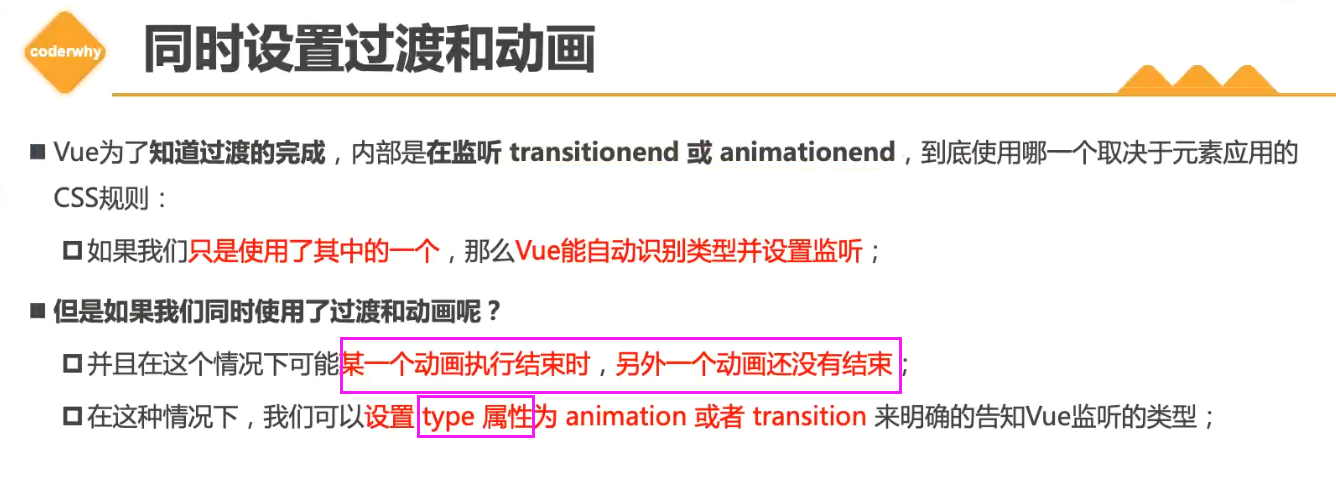 coderwhy
同时设置过渡和动画
Vue为了知道过渡的完成，内部是在监听 transitionend 或 animationend，到底使用哪一个取决于元素应用的
CSS规则：
如果我们只是使用了其中的一个，那么Vue能自动识别类型并设置监听；
但是如果我们同时使用了过渡和动画呢？
并且在这个情况下可能某一个动画执行结束时，另外一个动画还没有结束；
在这种情况下，我们可以设置 type 属性为 animation 或者 transition 来明确的告知Vue监听的类型；